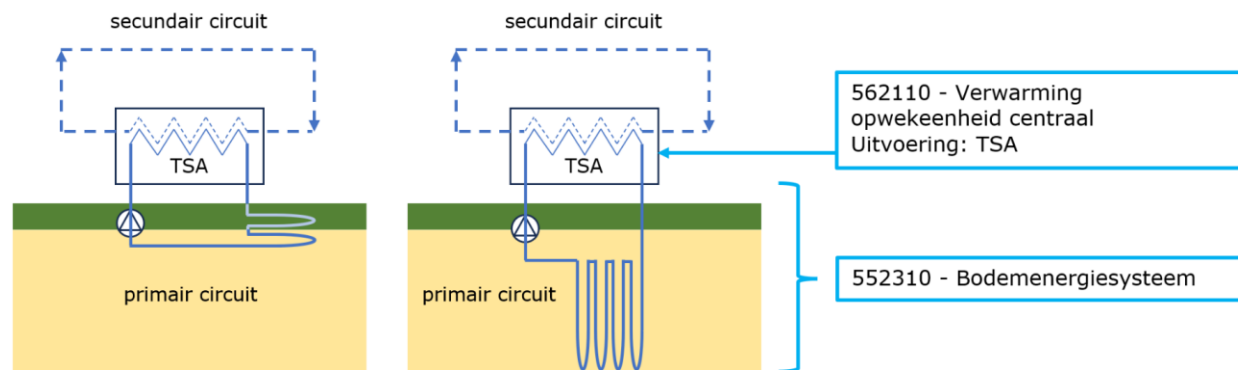 secundair circuit
secundair circuit
562110 - Verwarming
opwekeenheid centraal
Uitvoering: TSA
TSA
TSA
primair circuit
primair circuit
552310 - Bodemenergiesysteem